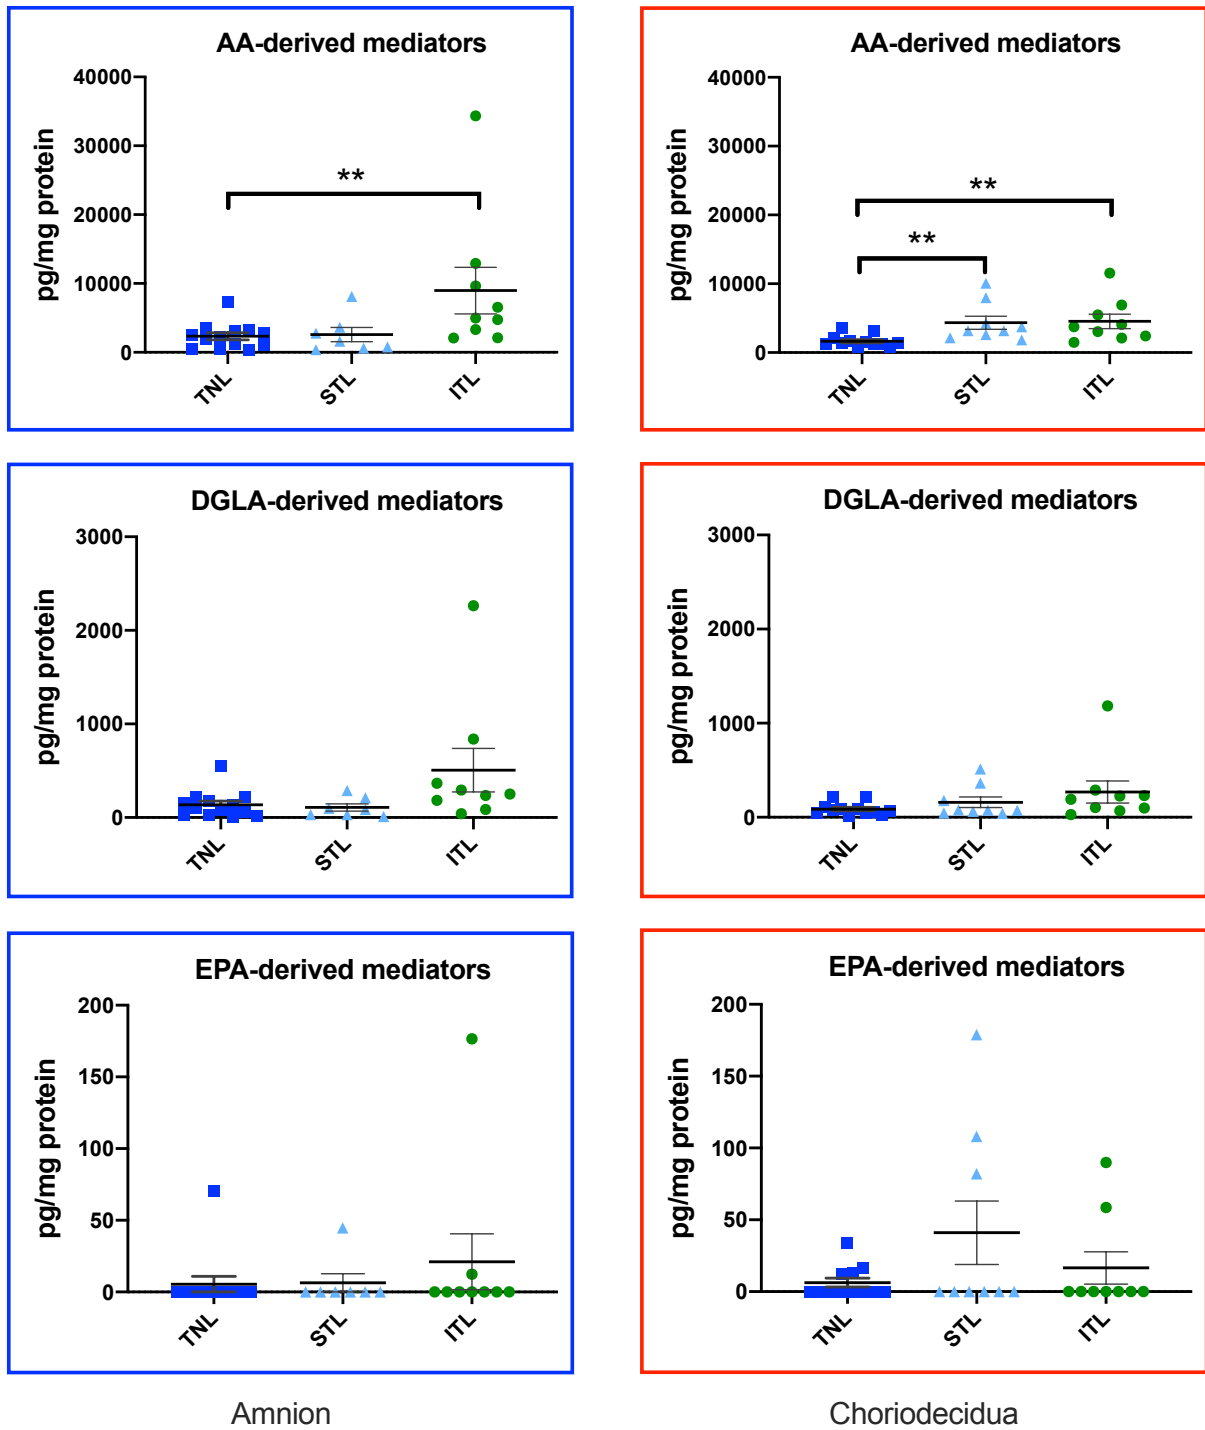 AA-derived mediators
pg/mg protein
40000
30000
20000
10000
0
**
TNL
STL
ITL
AA-derived mediators
pg/mg protein
40000
30000
20000
10000
0
**
**
TNL
STL
ITL
DGLA-derived mediators
pg/mg protein
3000
2000
1000
0
TNL
STL
ITL
DGLA-derived mediators
pg/mg protein
3000
2000
1000
0
TNL
STL
ITL
EPA-derived mediators
pg/mg protein
200
150
100
50
0
TNL
STL
ITL
EPA-derived mediators
pg/mg protein
200
150
100
50
0
TNL
STL
ITL
Amnion
Choriodecidua